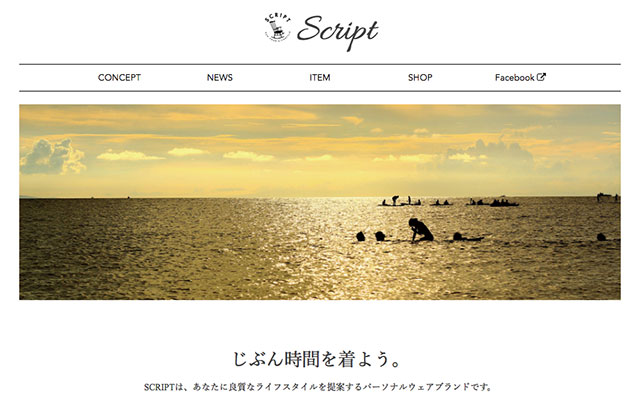 SCRIPT
Script
CONCEPT NEWS ITEM SHOP Facebook
じぶん時間を着よう。
SCRIPTは、あなたに良質なライフスタイルを提案するパーソナルウェアブランドです。